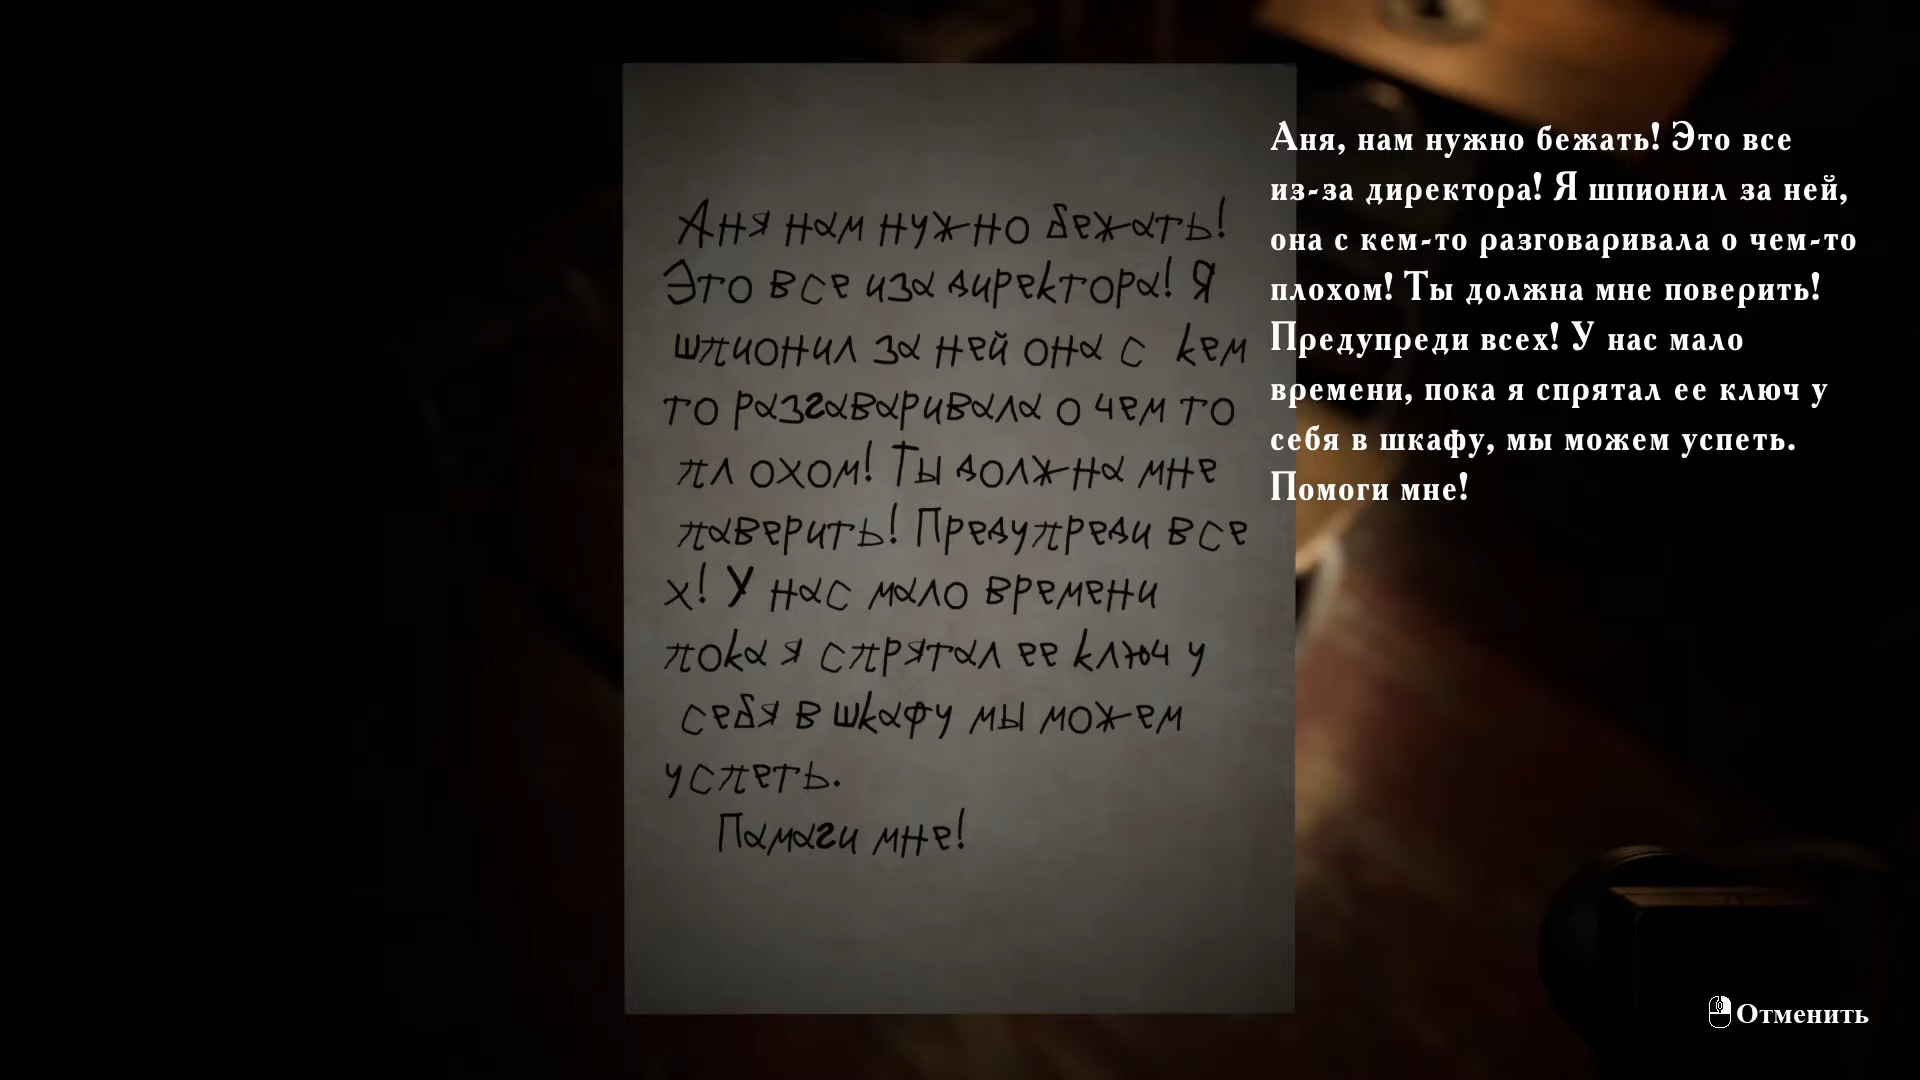 Аня нам нужно бежать!
Это все иза директора! Я
шпионил за ней она с кем
то разгаваривала о чем то
пл охом! Ты должна мне
паверить! Предупреди все
х! У нас мало времени
пока я спрятал ее ключ у
себя в шкафу мы можем
успеть.
Памаги мне!
Аня, нам нужно бежать! Это все
из-за директора! Я шпионил за ней,
она с кем-то разговаривала о чем-то
плохом! Ты должна мне поверить!
Предупреди всех! У нас мало
времени, пока я спрятал ее ключ у
себя в шкафу, мы можем успеть.
Помоги мне!
Отменить